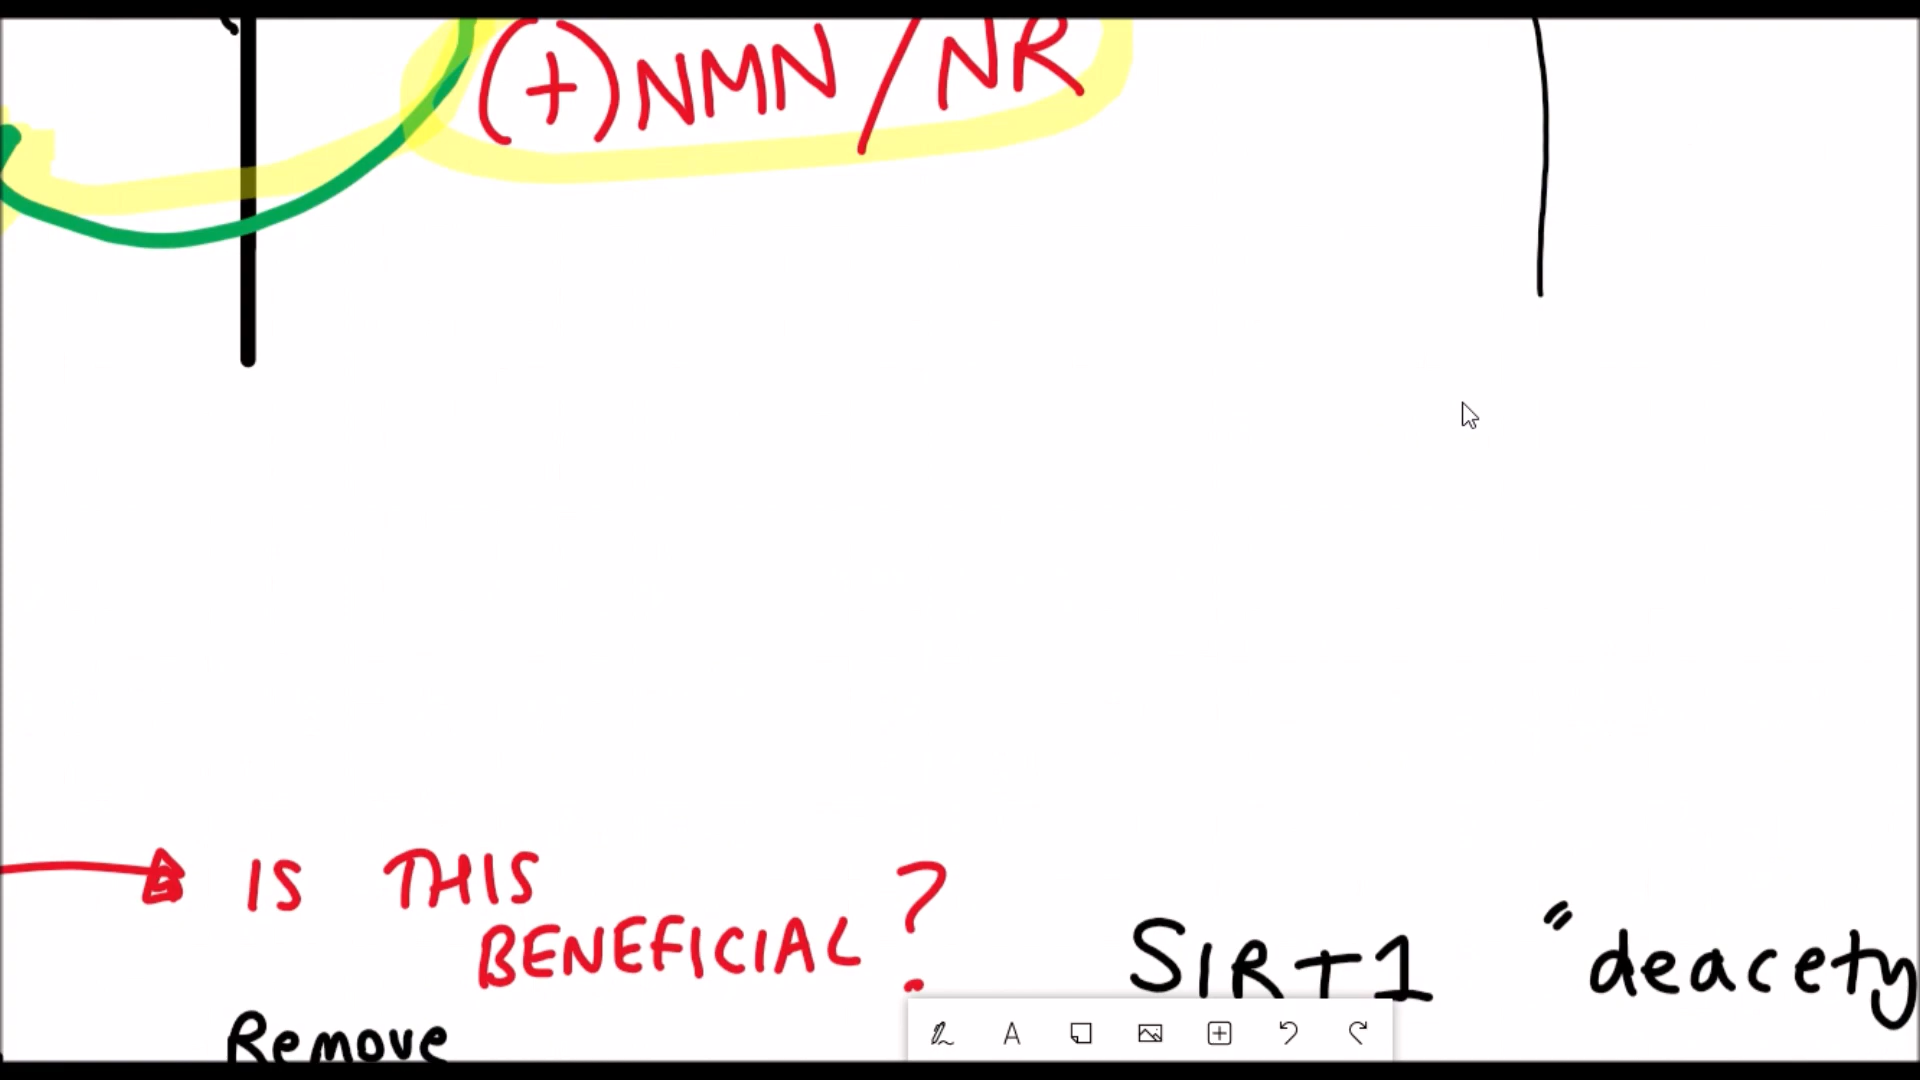 (+) NMN/NR
IS THIS
BENEFICIAL?
SIRT1 "deacety
Remove
A